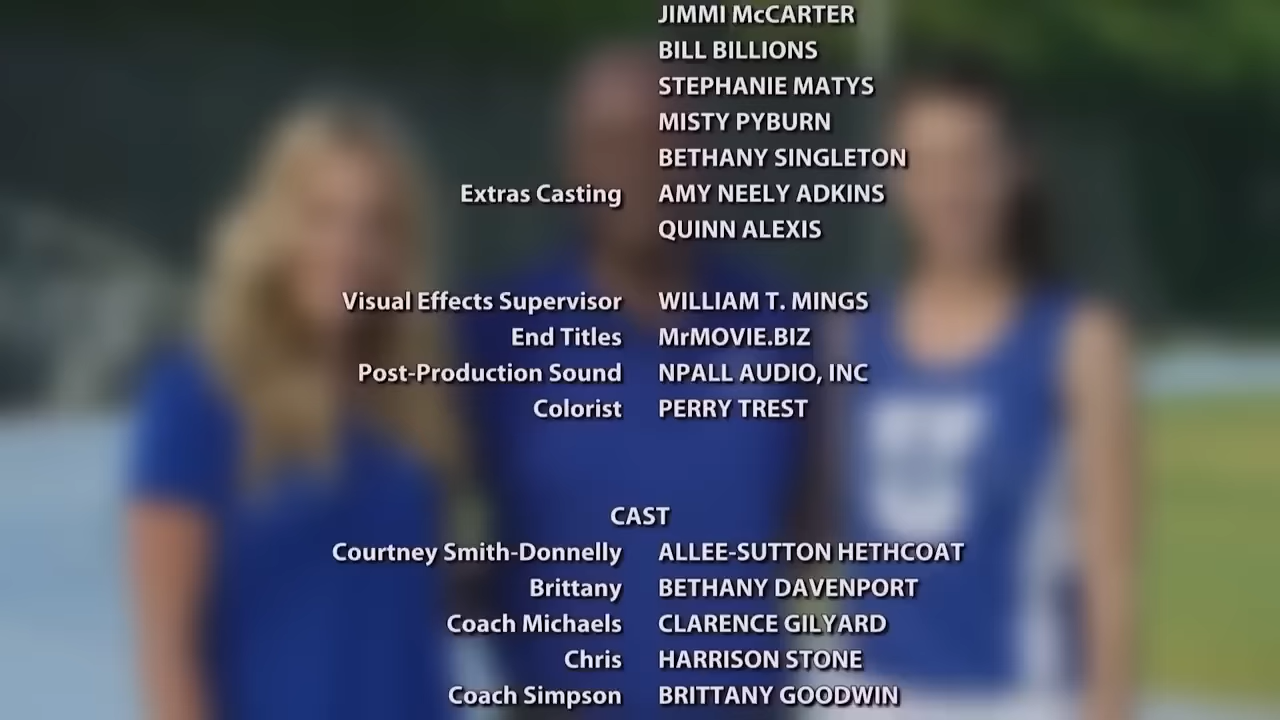 JIMMI McCARTER
BILL BILLIONS
STEPHANIE MATYS
MISTY PYBURN
BETHANY SINGLETON
Extras Casting AMY NEELY ADKINS
QUINN ALEXIS
Visual Effects Supervisor WILLIAM T. MINGS
End Titles MrMOVIE.BIZ
Post-Production Sound NPALL AUDIO, INC
Colorist PERRY TREST
CAST
Courtney Smith-Donnelly ALLEE-SUTTON HETHCOAT
Brittany BETHANY DAVENPORT
Coach Michaels CLARENCE GILYARD
Chris HARRISON STONE
Coach Simpson BRITTANY GOODWIN